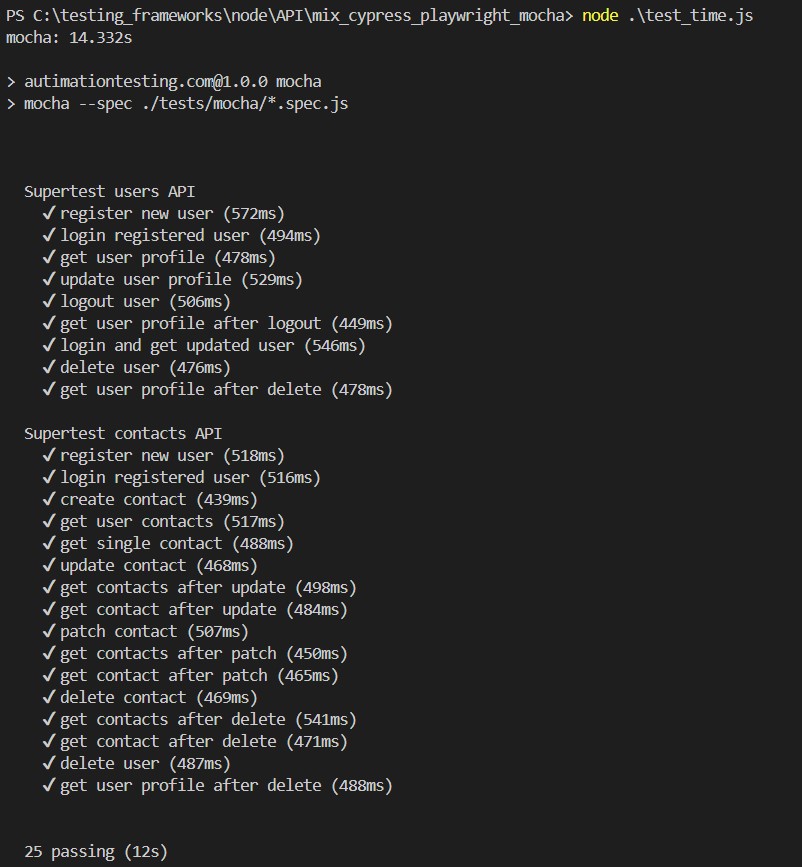 PS C:\testing_frameworks\node\API\mix_cypress_playwright_mocha> node .\test_time.js
mocha: 14.332s
> autimationtesting.com@1.0.0 mocha
> mocha --spec ./tests/mocha/*.spec.js
Supertest users API
✓ register new user (572ms)
✓ login registered user (494ms)
✓ get user profile (478ms)
✓ update user profile (529ms)
✓ logout user (506ms)
✓ get user profile after logout (449ms)
✓ login and get updated user (546ms)
✓ delete user (476ms)
✓ get user profile after delete (478ms)
Supertest contacts API
✓ register new user (518ms)
✓ login registered user (516ms)
✓ create contact (439ms)
✓ get user contacts (517ms)
✓ get single contact (488ms)
✓ update contact (468ms)
✓ get contacts after update (498ms)
✓ get contact after update (484ms)
✓ patch contact (507ms)
✓ get contacts after patch (450ms)
✓ get contact after patch (465ms)
✓ delete contact (469ms)
✓ get contacts after delete (541ms)
✓ get contact after delete (471ms)
✓ delete user (487ms)
✓ get user profile after delete (488ms)
25 passing (12s)